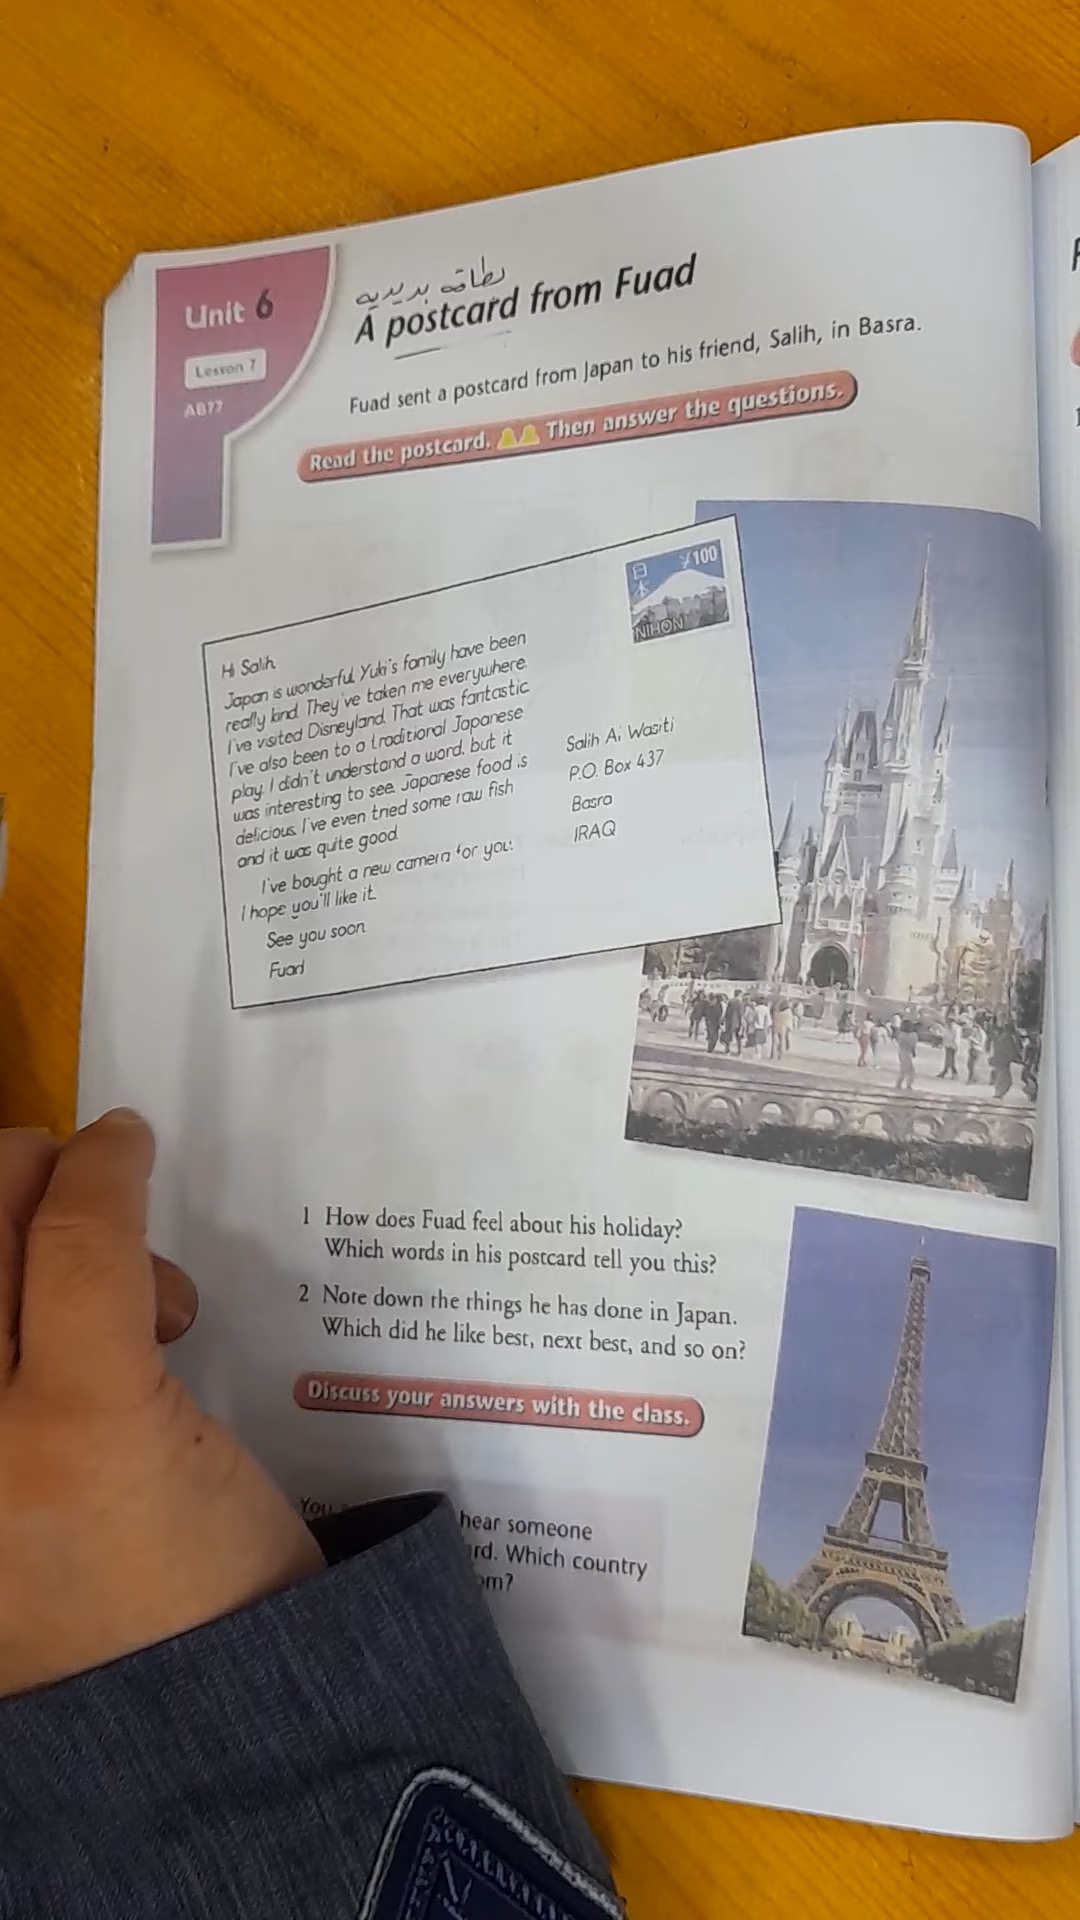 Unit 6
Lesson 7
AB77
بطاقة بريدية
A postcard from Fuad
Fuad sent a postcard from Japan to his friend, Salih, in Basra.
Read the postcard. Then answer the questions.
日本
¥100
NIHON
Hi Salih,
Japan is wonderful. Yuki's family have been
really kind. They've taken me everywhere.
I've visited Disneyland. That was fantastic.
I've also been to a traditional Japanese
play. I didn't understand a word, but it
was interesting to see. Japanese food is
delicious. I've even tried some raw fish
and it was quite good.
I've bought a new camera for you.
I hope you'll like it.
See you soon
Fuad
Salih Al Wasiti
P.O. Box 437
Basra
IRAQ
1 How does Fuad feel about his holiday?
Which words in his postcard tell you this?
2 Note down the things he has done in Japan.
Which did he like best, next best, and so on?
Discuss your answers with the class.
You
hear someone
rd. Which country
om?